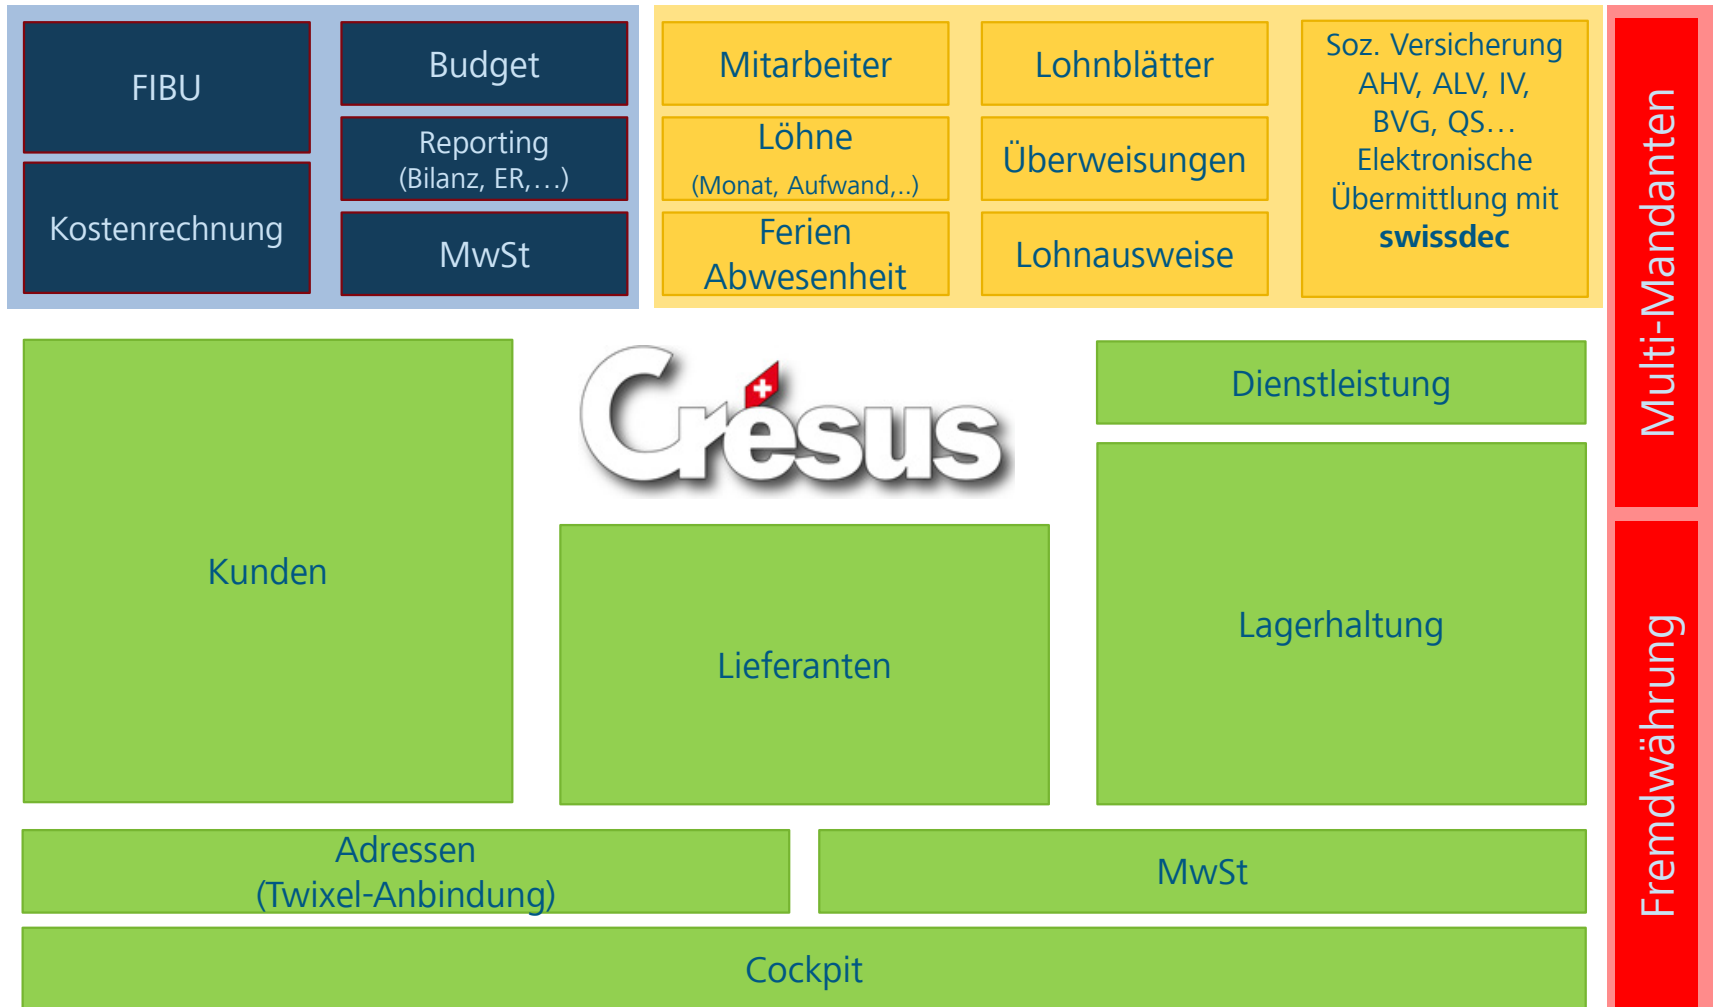 FIBU
Kostenrechnung
Budget
Reporting
(Bilanz, ER,...)
MwSt
Mitarbeiter
Löhne
(Monat, Aufwand,..)
Ferien
Abwesenheit
Lohnblätter
Überweisungen
Lohnausweise
Soz. Versicherung
AHV, ALV, IV,
BVG, QS...
Elektronische
Übermittlung mit
swissdec
Multi-Mandanten
Fremdwährung
Kunden
Crésus
Lieferanten
Dienstleistung
Lagerhaltung
Adressen
(Twixel-Anbindung)
MwSt
Cockpit